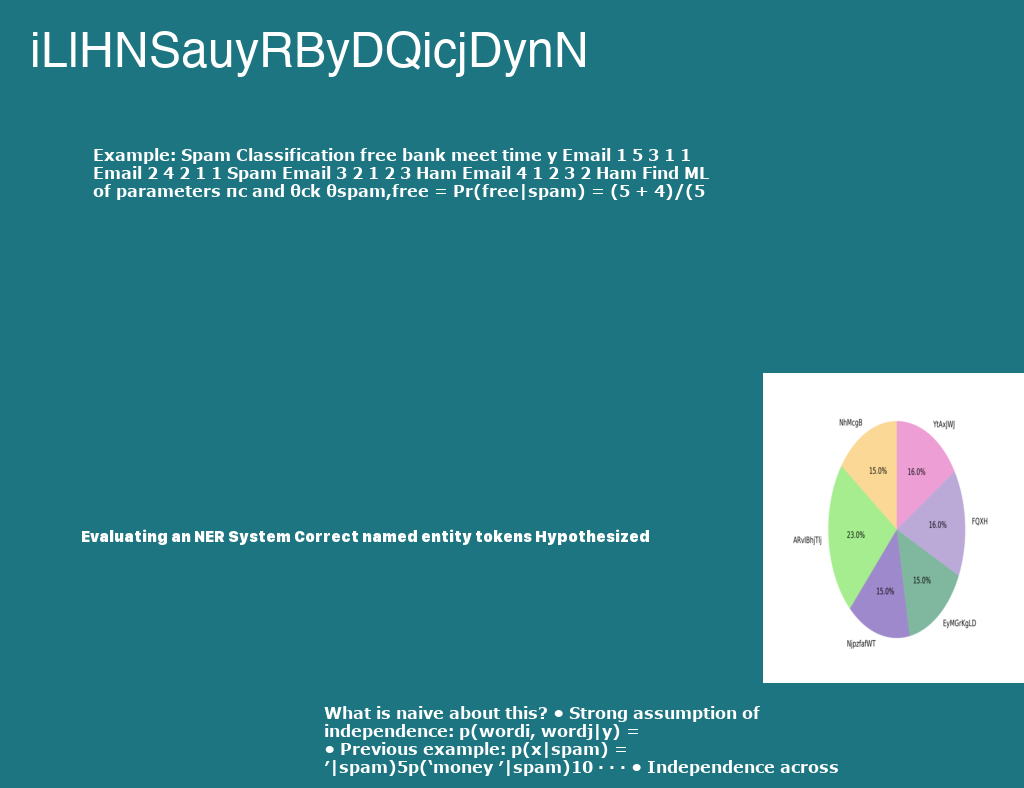 iLIHNSauyRByDQicjDynN
Example: Spam Classification free bank meet time y Email 1 5 3 1 1
Email 2 4 2 1 1 Spam Email 3 2 1 2 3 Ham Email 4 1 2 3 2 Ham Find ML
of parameters πc and θck θspam,free = Pr(free|spam) = (5 + 4)/(5
NhMcgB
YtAxJWJ
15.0%
16.0%
FQXH
16.0%
ARvIBhjTlj
23.0%
15.0%
15.0%
EyMGrKgLD
NjpzfafWT
Evaluating an NER System Correct named entity tokens Hypothesized
What is naive about this? • Strong assumption of
independence: p(wordi, wordj|y) =
• Previous example: p(x|spam) =
’|spam)5p(‘money ’|spam)10 · · · • Independence across